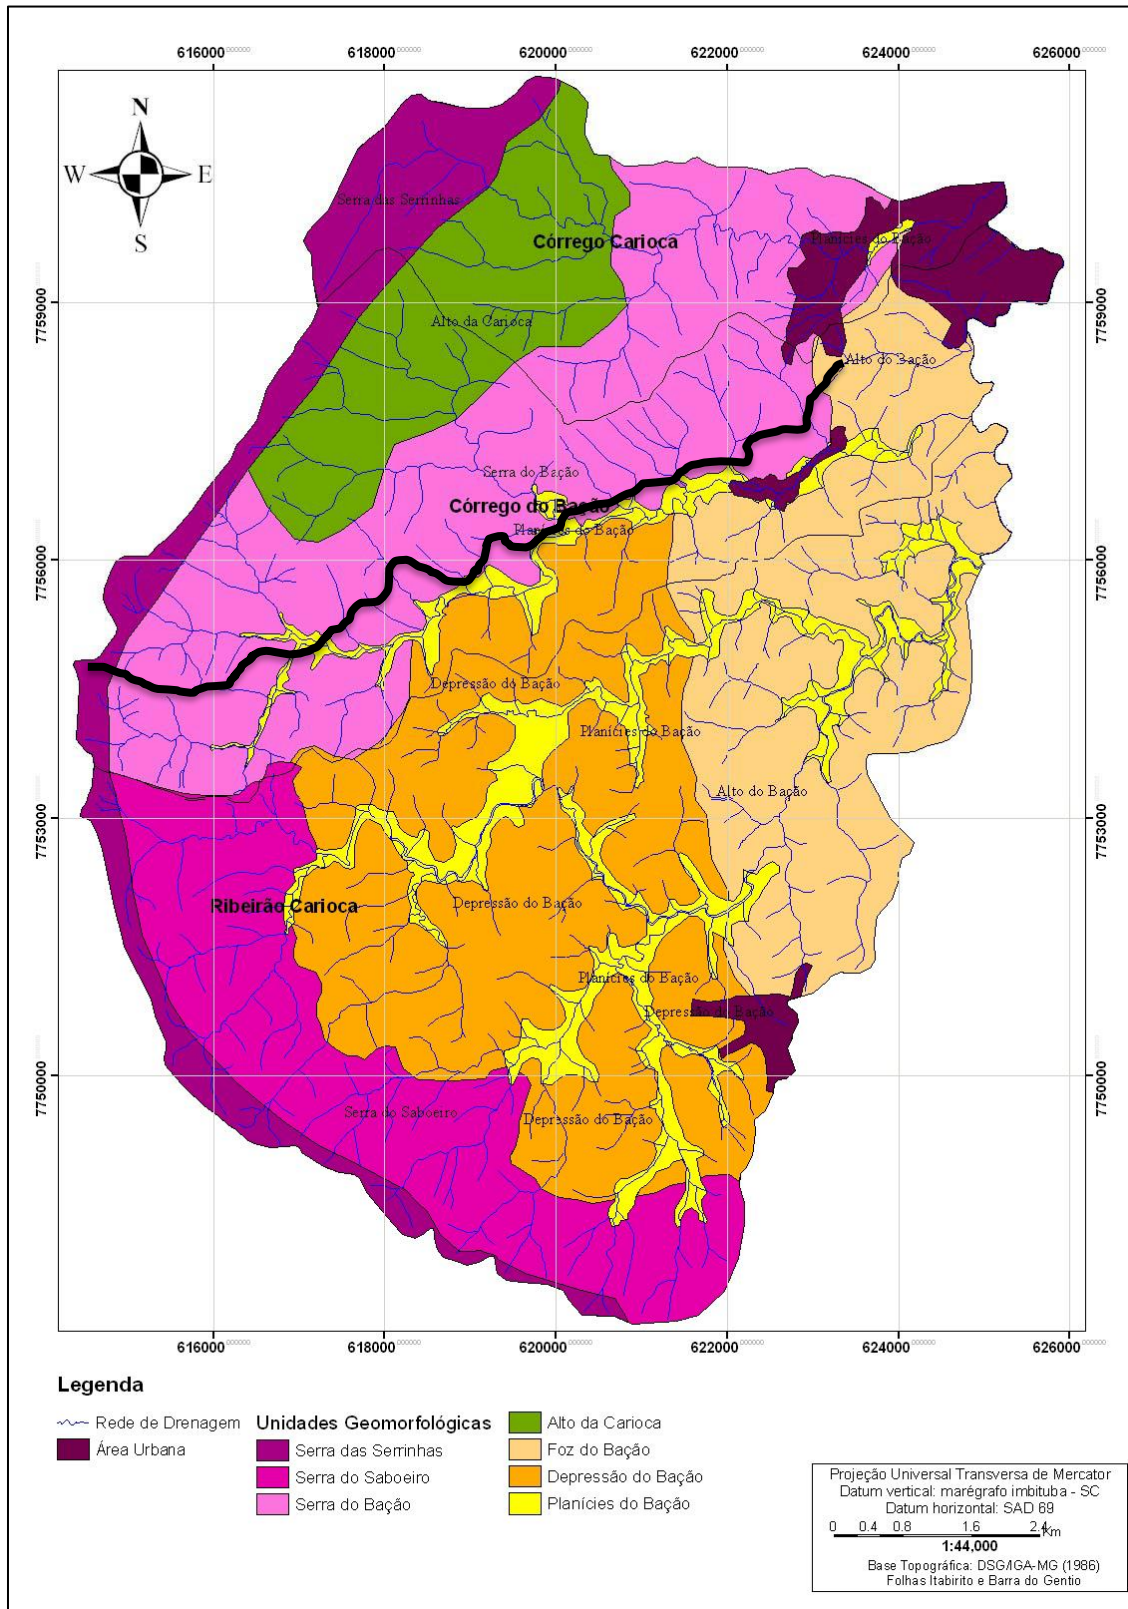 616000 618000 620000 622000 624000 626000
N
W E
S
Serra das Serrinhas
Córrego Carioca
Planícies do Bação
7759000 7759000
Alto da Carioca
Alto do Bação
Serra do Bação
Córrego do Bação
Planícies do Bação
7756000 7756000
Depressão do Bação
Planícies do Bação
Alto do Bação
7753000 7753000
Ribeirão Carioca
Depressão do Bação
Planícies do Bação
Depressão do Bação
7750000 7750000
Serra do Saboeiro
Depressão do Bação
616000 618000 620000 622000 624000 626000
Legenda
Rede de Drenagem
Área Urbana
Unidades Geomorfológicas
Serra das Serrinhas
Serra do Saboeiro
Serra do Bação
Alto da Carioca
Foz do Bação
Depressão do Bação
Planícies do Bação
Projeção Universal Transversa de Mercator
Datum vertical: marégrafo imbituba - SC
Datum horizontal: SAD 69
0 0.4 0.8 1.6 2.4 Km
1:44,000
Base Topográfica: DSG/IGA-MG (1986)
Folhas Itabirito e Barra do Gentio